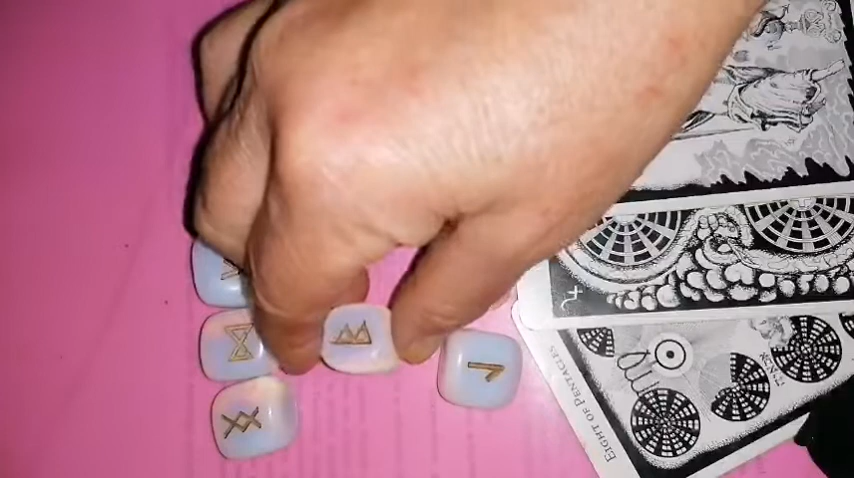 ᛞ
ᛒ
ᛚ
ᛝ
EIGHT OF PENTACLES